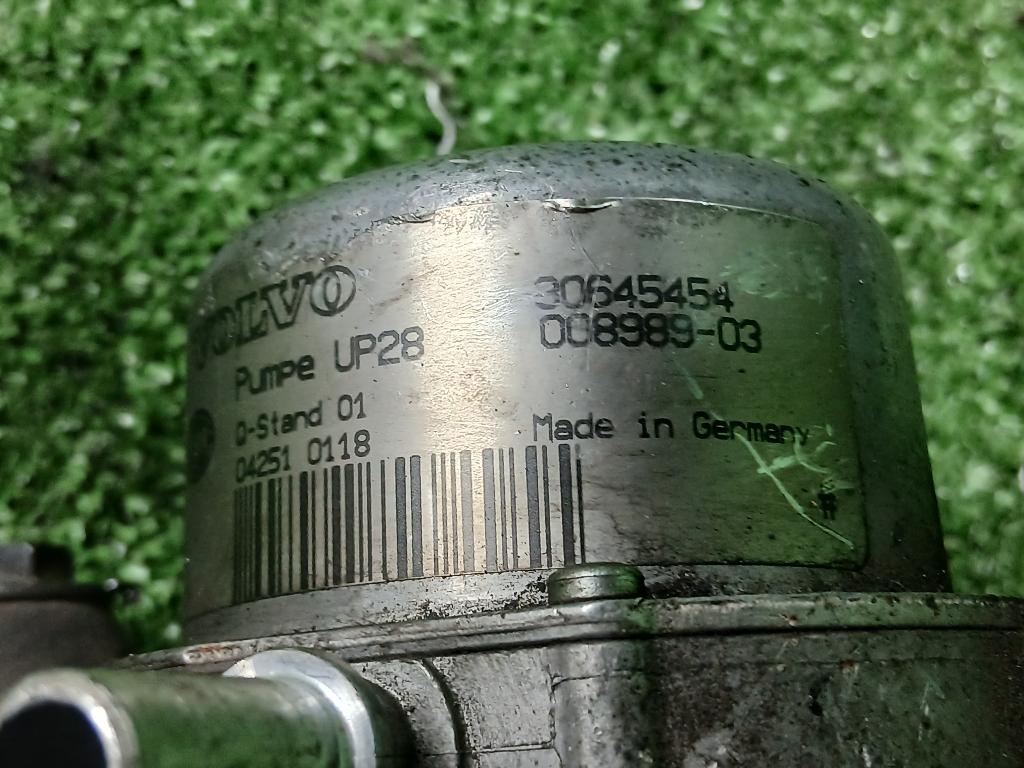 VOLVO
Pumpe UP28
Q-Stand 01
04251 0118
30645454
008989-03
Made in Germany